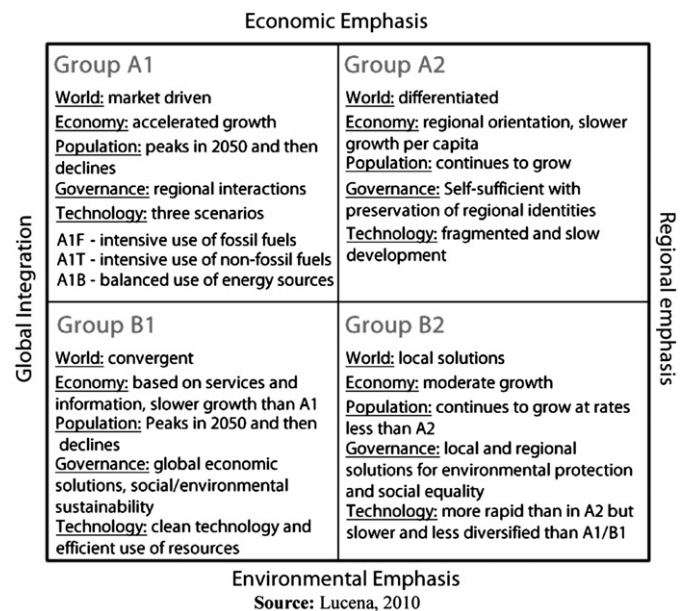 Economic Emphasis
Group A1
World: market driven
Economy: accelerated growth
Population: peaks in 2050 and then
declines
Governance: regional interactions
Technology: three scenarios
A1F - intensive use of fossil fuels
A1T - intensive use of non-fossil fuels
A1B - balanced use of energy sources
Group A2
World: differentiated
Economy: regional orientation, slower
growth per capita
Population: continues to grow
Governance: Self-sufficient with
preservation of regional identities
Technology: fragmented and slow
development
Global Integration
Regional emphasis
Group B1
World: convergent
Economy: based on services and
information, slower growth than A1
Population: Peaks in 2050 and then
declines
Governance: global economic
solutions, social/environmental
sustainability
Technology: clean technology and
efficient use of resources
Group B2
World: local solutions
Economy: moderate growth
Population: continues to grow at rates
less than A2
Governance: local and regional
solutions for environmental protection
and social equality
Technology: more rapid than in A2 but
slower and less diversified than A1/B1
Environmental Emphasis
Source: Lucena, 2010